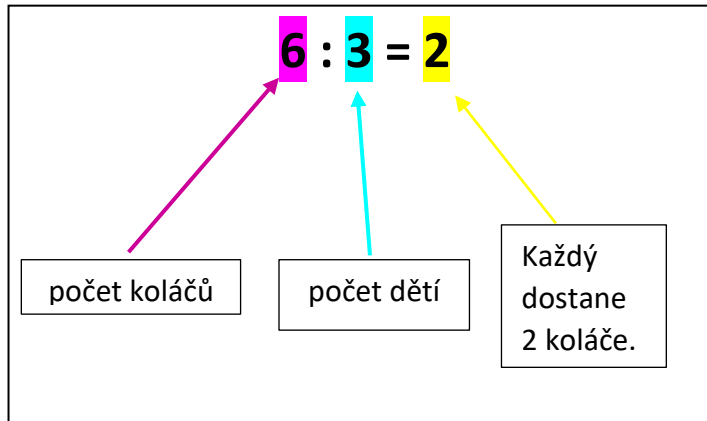 6 : 3 = 2
počet koláčů
počet dětí
Každý
dostane
2 koláče.